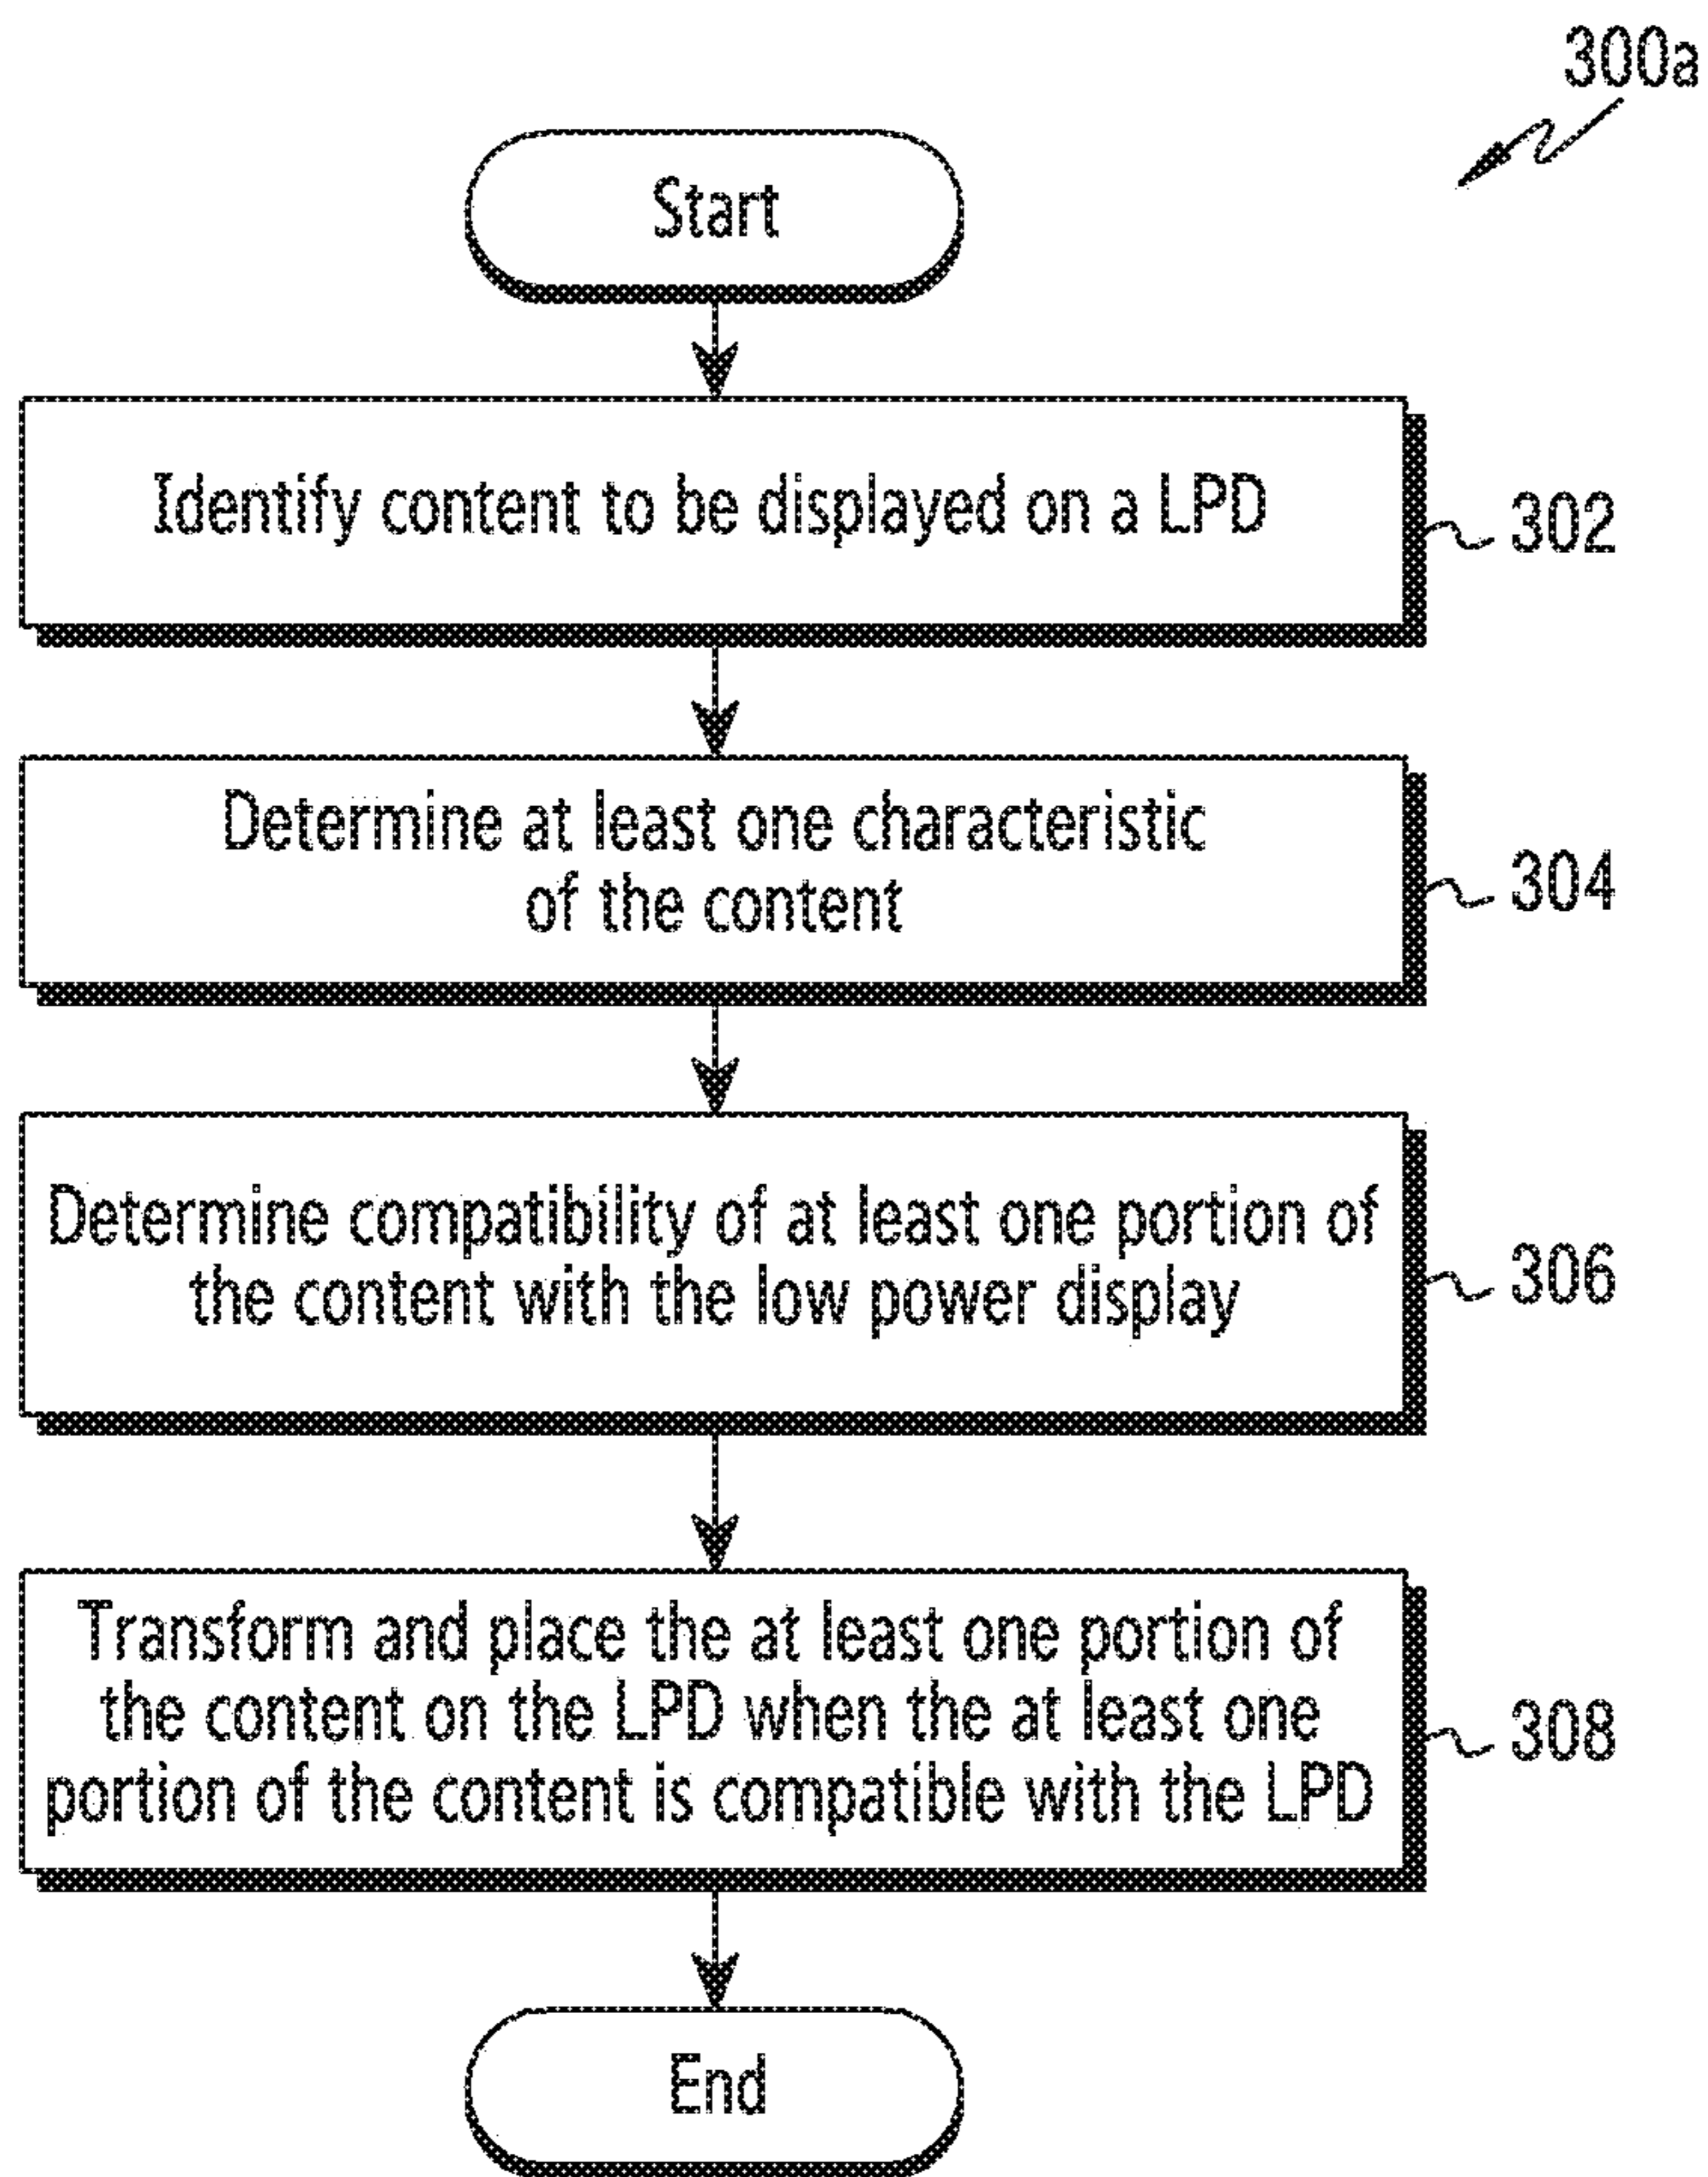 300a
Start
Identify content to be displayed on a LPD
302
Determine at least one characteristic
of the content
304
Determine compatibility of at least one portion of
the content with the low power display
306
Transform and place the at least one portion of
the content on the LPD when the at least one
portion of the content is compatible with the LPD
308
End